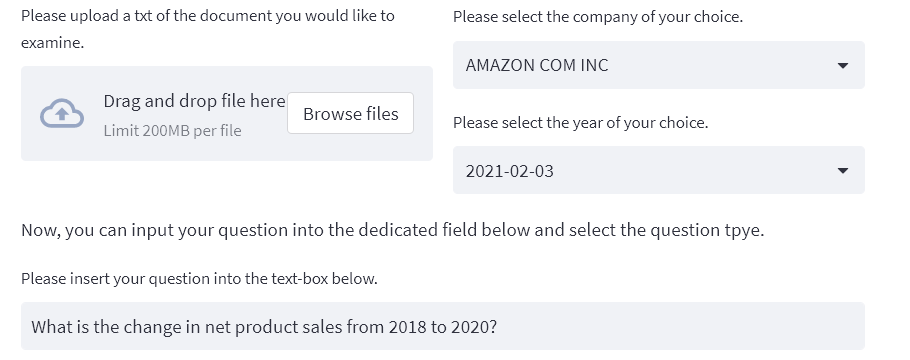 Please upload a txt of the document you would like to
examine.
Drag and drop file here
Limit 200MB per file
Browse files
Please select the company of your choice.
AMAZON COM INC
Please select the year of your choice.
2021-02-03
Now, you can input your question into the dedicated field below and select the question tpye.
Please insert your question into the text-box below.
What is the change in net product sales from 2018 to 2020?